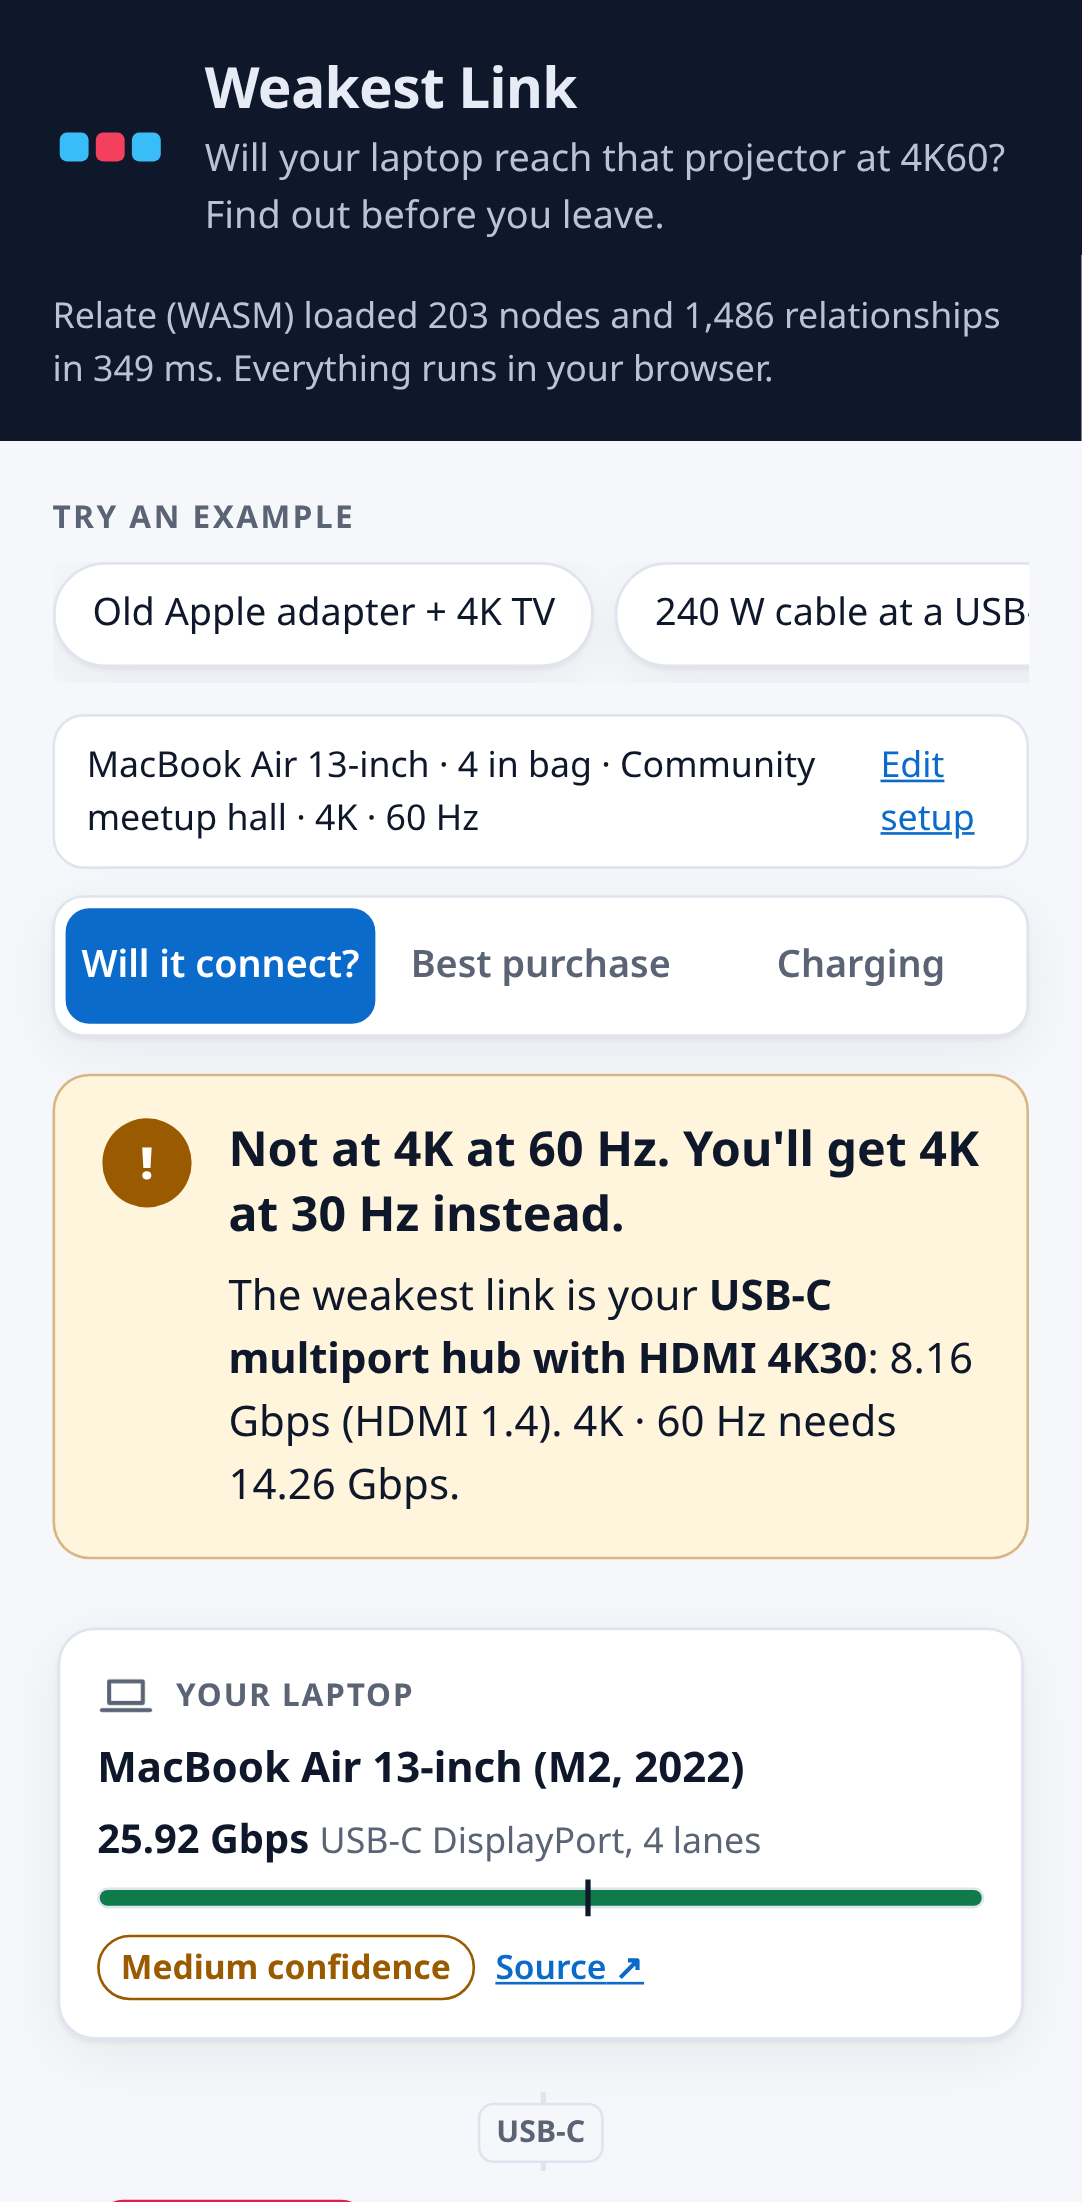 Weakest Link
Will your laptop reach that projector at 4K60?
Find out before you leave.
Relate (WASM) loaded 203 nodes and 1,486 relationships
in 349 ms. Everything runs in your browser.
TRY AN EXAMPLE
Old Apple adapter + 4K TV
240 W cable at a USB-
MacBook Air 13-inch · 4 in bag · Community
meetup hall · 4K · 60 Hz
Edit
setup
Will it connect?
Best purchase
Charging
!
Not at 4K at 60 Hz. You'll get 4K
at 30 Hz instead.
The weakest link is your USB-C
multiport hub with HDMI 4K30: 8.16
Gbps (HDMI 1.4). 4K · 60 Hz needs
14.26 Gbps.
YOUR LAPTOP
MacBook Air 13-inch (M2, 2022)
25.92 Gbps USB-C DisplayPort, 4 lanes
Medium confidence
Source ↗
USB-C